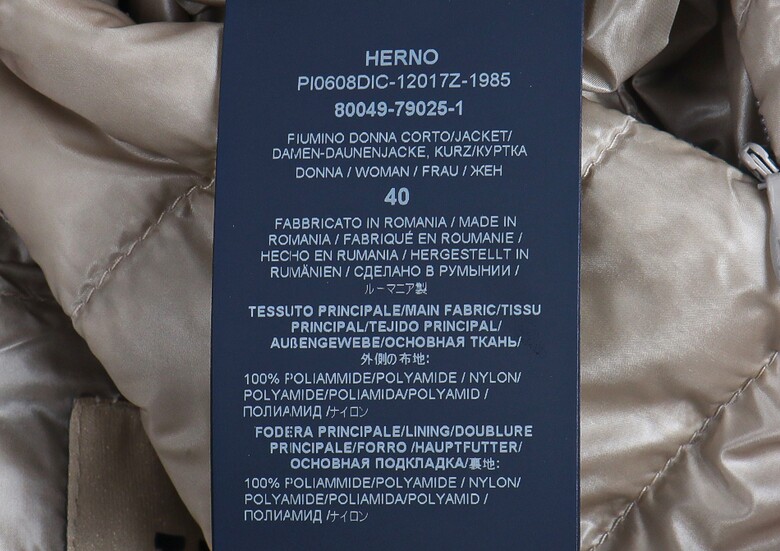 HERNO
PI0608DIC-12017Z-1985
80049-79025-1
PIUMINO DONNA CORTO/JACKET/
DAMEN-DAUNENJACKE, KURZ/КУРТКА
DONNA / WOMAN / FRAU / ЖЕН
40
FABBRICATO IN ROMANIA / MADE IN
ROMANIA / FABRIQUÉ EN ROUMANIE /
HECHO EN RUMANIA / HERGESTELLT IN
RUMÄNIEN / СДЕЛАНО В РУМЫНИИ /
ルーマニア製
TESSUTO PRINCIPALE/MAIN FABRIC/TISSU
PRINCIPAL/TEJIDO PRINCIPAL/
AUßENGEWEBE/ОСНОВНАЯ ТКАНЬ/
外側の布地:
100% POLIAMMIDE/POLYAMIDE / NYLON/
POLYAMIDE/POLIAMIDA/POLYAMID /
ПОЛИАМИД /ナイロン
FODERA PRINCIPALE/LINING/DOUBLURE
PRINCIPALE/FORRO /HAUPTFUTTER/
ОСНОВНАЯ ПОДКЛАДКА/裏地:
100% POLIAMMIDE/POLYAMIDE / NYLON/
POLYAMIDE/POLIAMIDA/POLYAMID /
ПОЛИАМИД /ナイロン